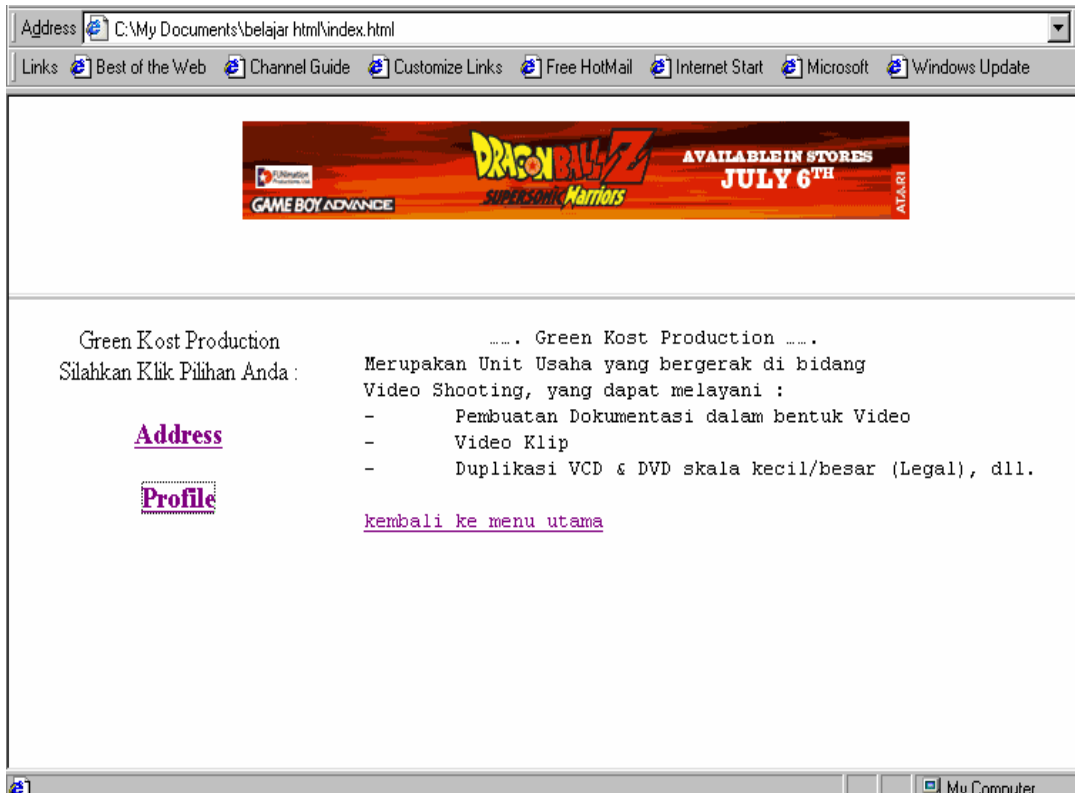 Address C:\My Documents\belajar html\index.html
Links Best of the Web Channel Guide Customize Links Free HotMail Internet Start Microsoft Windows Update
DRAGON BALL Z
SUPERSONIC Warriors
AVAILABLE IN STORES
JULY 6TH
FUNimation
GAME BOY ADVANCE
ATARI
Green Kost Production
Silahkan Klik Pilihan Anda :
Address
Profile
……. Green Kost Production …….
Merupakan Unit Usaha yang bergerak di bidang
Video Shooting, yang dapat melayani :
- Pembuatan Dokumentasi dalam bentuk Video
- Video Klip
- Duplikasi VCD & DVD skala kecil/besar (Legal), dll.
kembali ke menu utama
My Computer